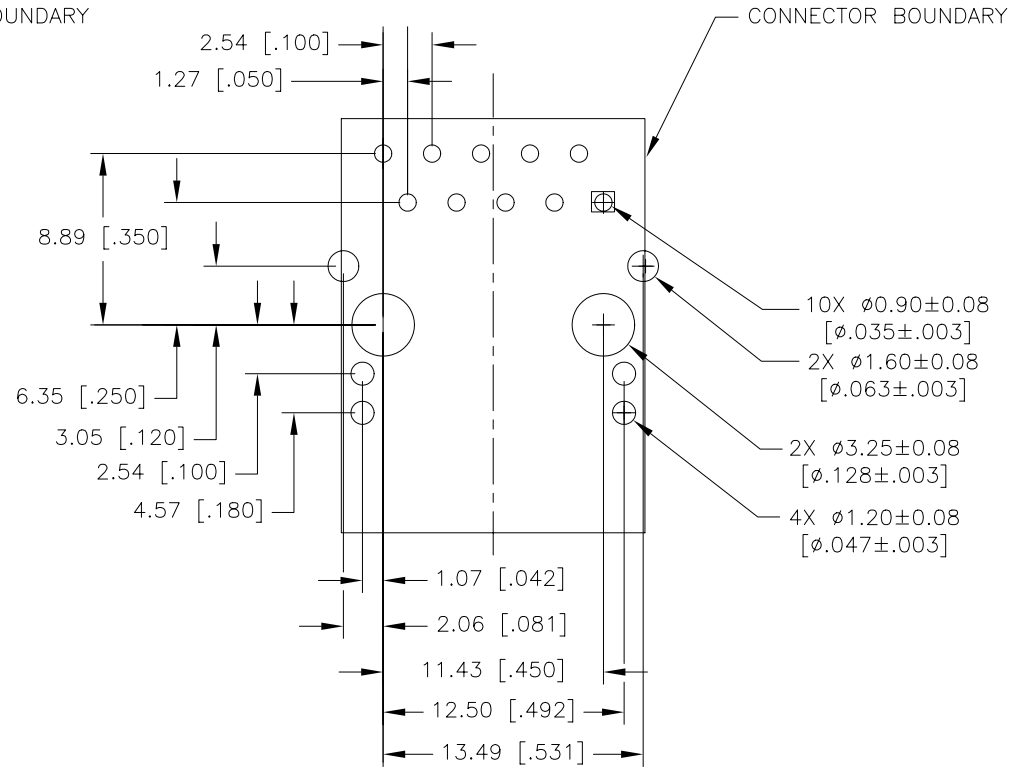 OUNDARY
CONNECTOR BOUNDARY
2.54 [.100]
1.27 [.050]
8.89 [.350]
6.35 [.250]
3.05 [.120]
2.54 [.100]
4.57 [.180]
10X ø0.90±0.08
[ø.035±.003]
2X ø1.60±0.08
[ø.063±.003]
2X ø3.25±0.08
[ø.128±.003]
4X ø1.20±0.08
[ø.047±.003]
1.07 [.042]
2.06 [.081]
11.43 [.450]
12.50 [.492]
13.49 [.531]